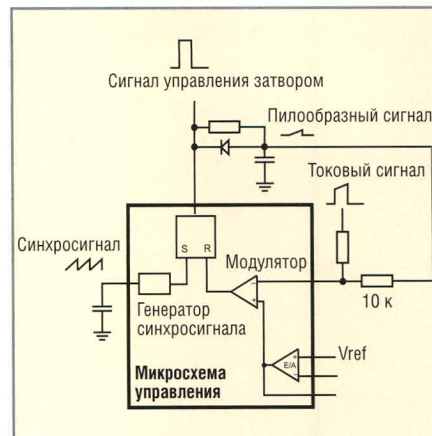 Сигнал управления затвором
Пилообразный сигнал
Токовый сигнал
Синхросигнал
S R
Модулятор
10 к
Генератор
синхросигнала
Vref
E/A
Микросхема
управления